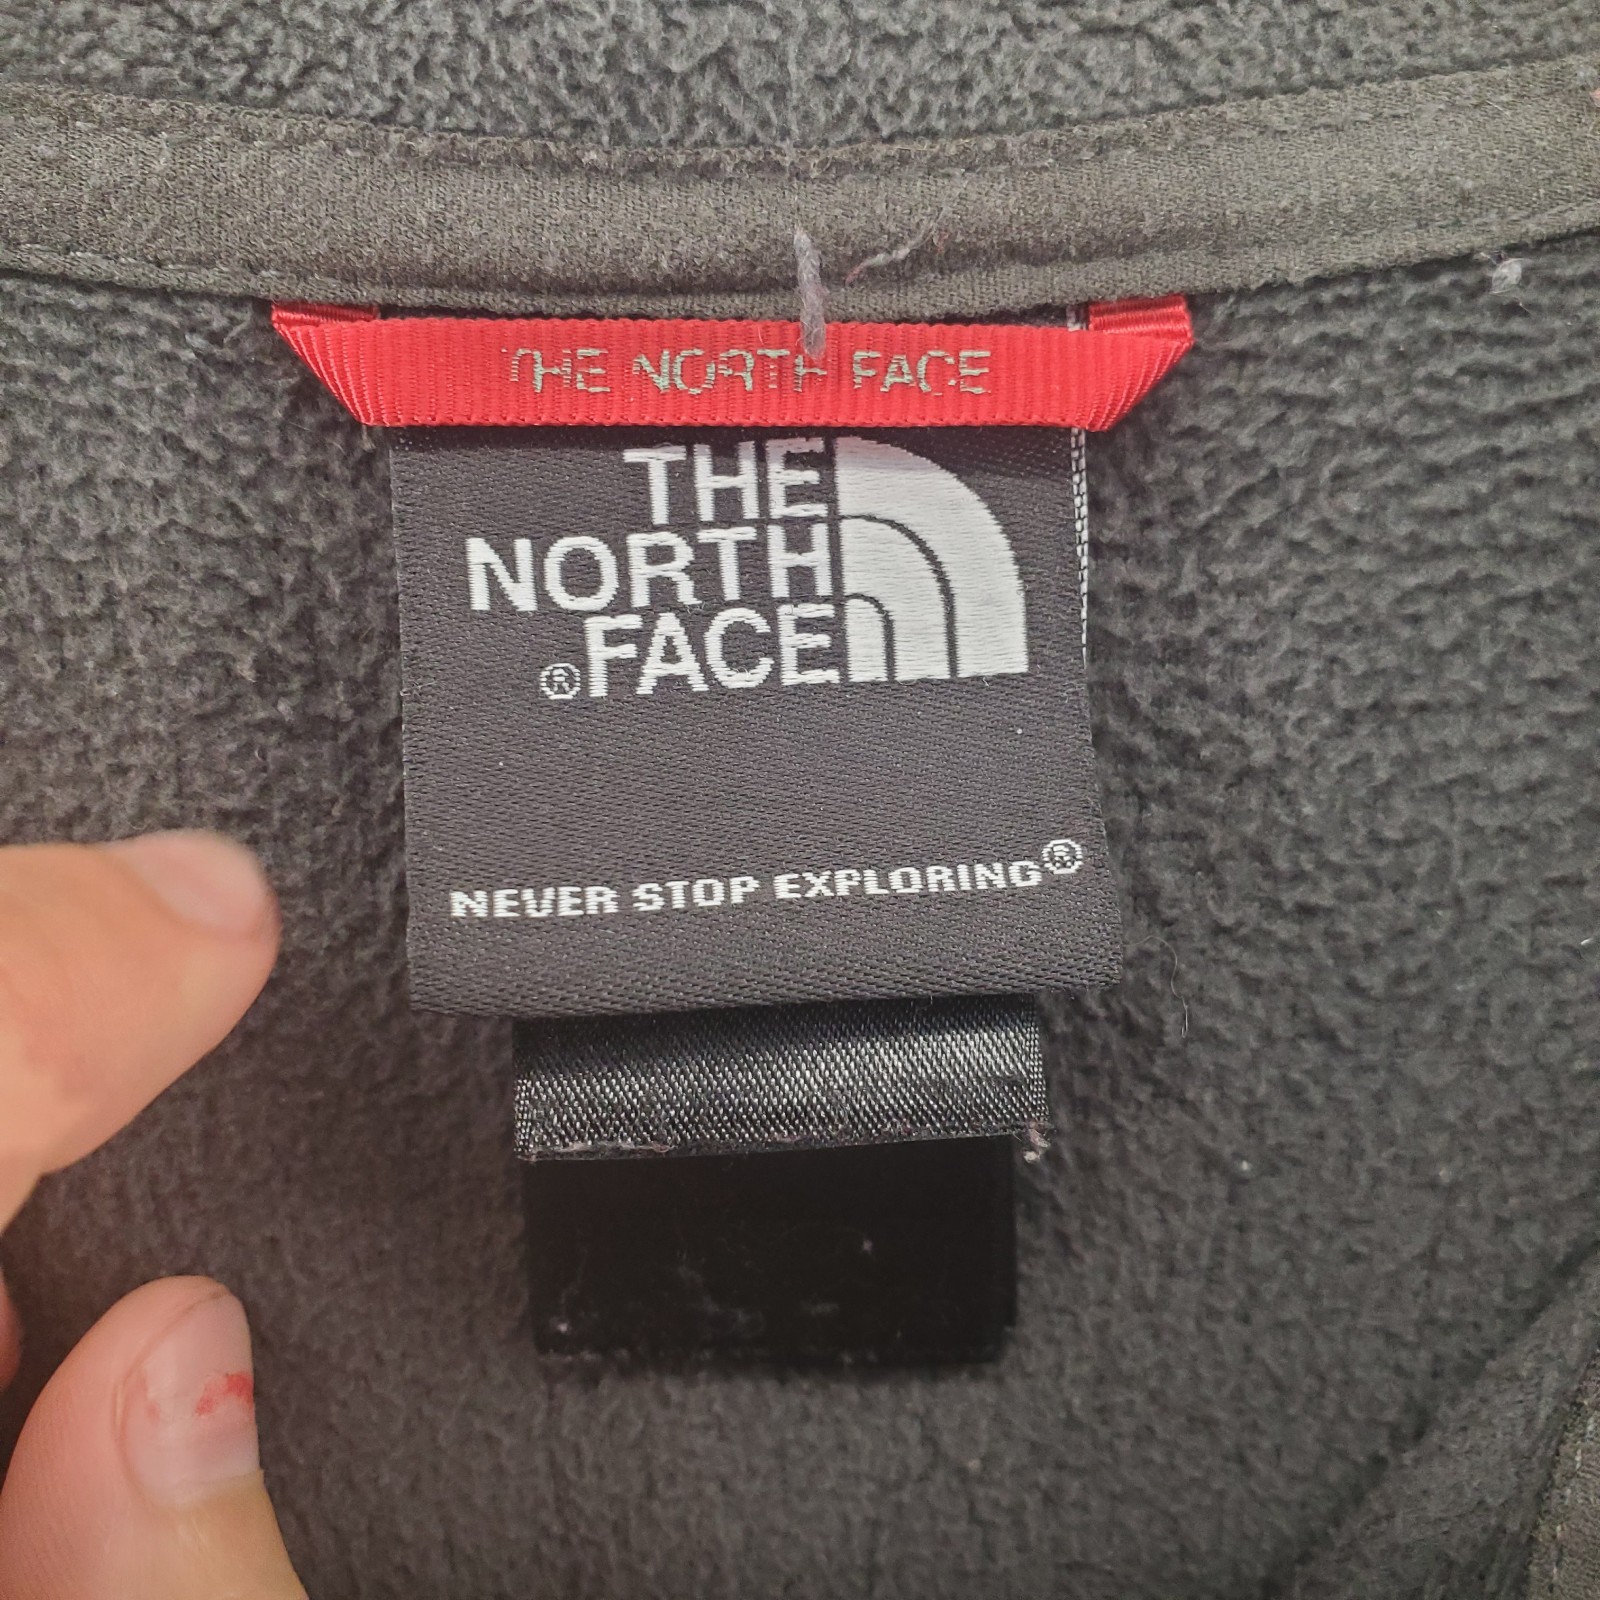 THE NORTH FACE
THE
NORTH
®FACE
NEVER STOP EXPLORING®